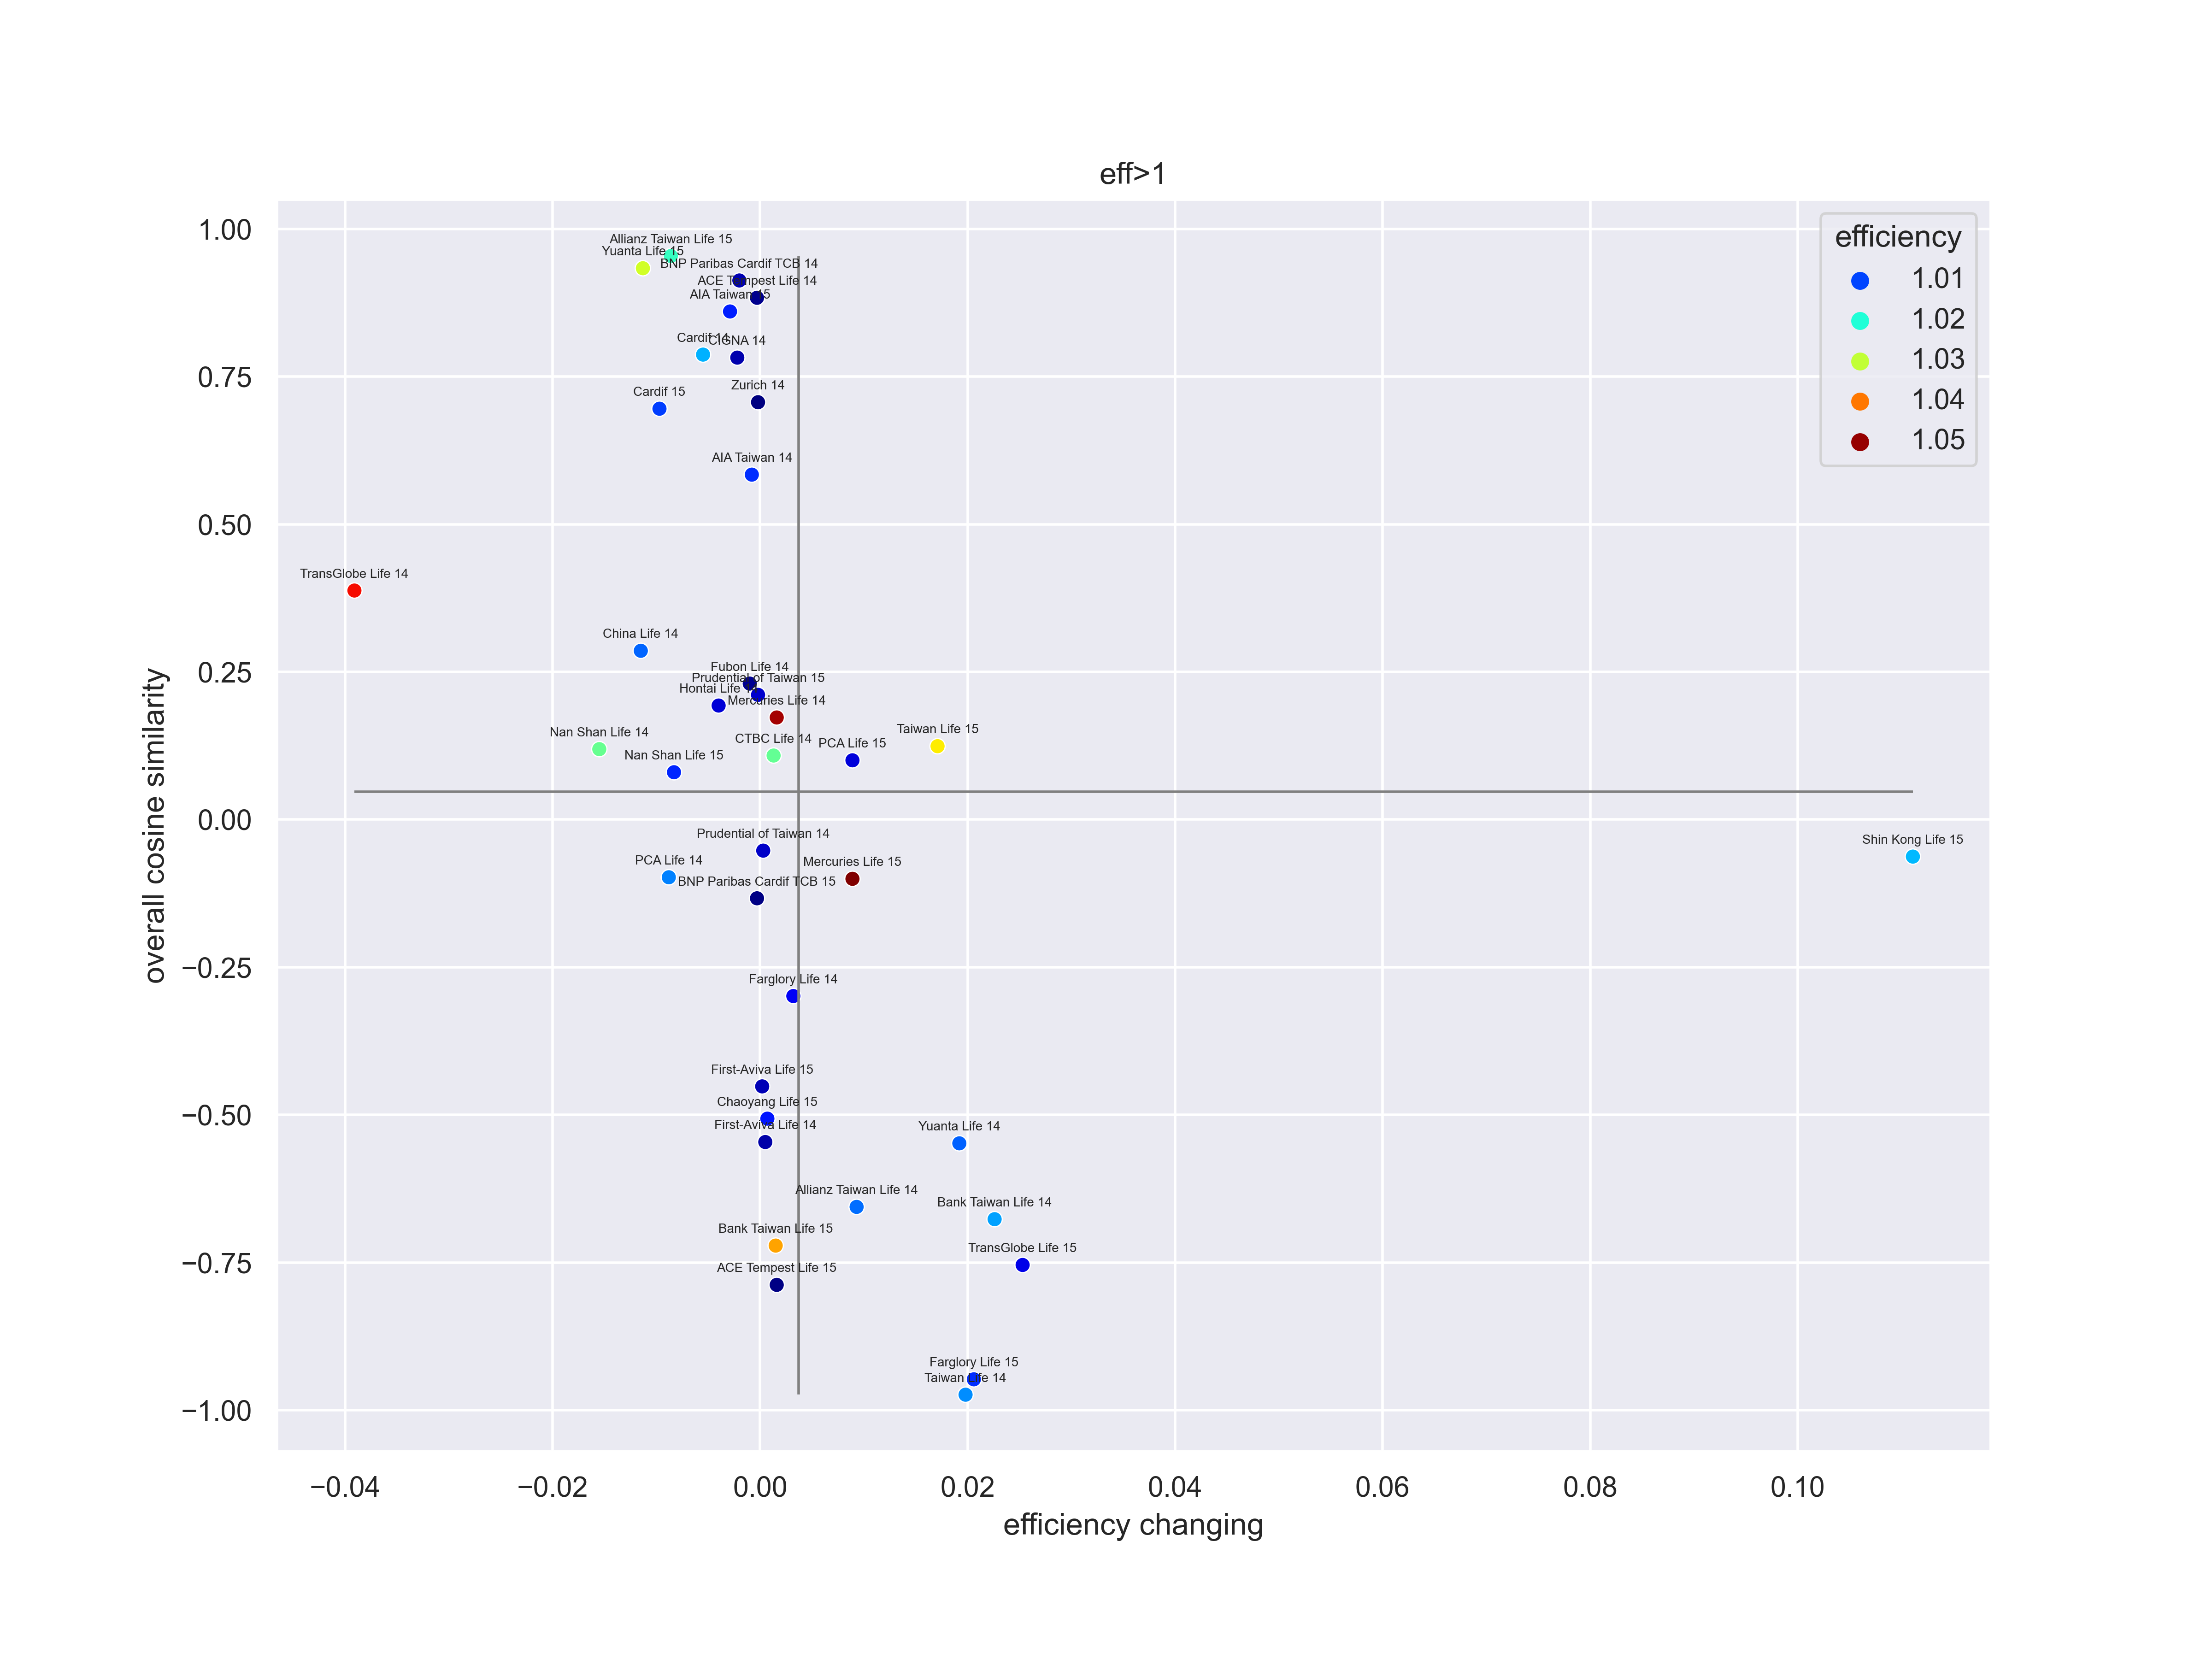 eff>1
efficiency
1.01
1.02
1.03
1.04
1.05
1.00
0.75
0.50
0.25
0.00
−0.25
−0.50
−0.75
−1.00
overall cosine similarity
Allianz Taiwan Life 15
Yuanta Life 15
BNP Paribas Cardif TCB 14
ACE Tempest Life 14
AIA Taiwan 15
Cardif 14
CIGNA 14
Zurich 14
Cardif 15
AIA Taiwan 14
TransGlobe Life 14
China Life 14
Fubon Life 14
Prudential of Taiwan 15
Hontai Life
Mercuries Life 14
Nan Shan Life 14
Taiwan Life 15
CTBC Life 14
PCA Life 15
Nan Shan Life 15
Prudential of Taiwan 14
Shin Kong Life 15
PCA Life 14
Mercuries Life 15
BNP Paribas Cardif TCB 15
Farglory Life 14
First-Aviva Life 15
Chaoyang Life 15
First-Aviva Life 14
Yuanta Life 14
Allianz Taiwan Life 14
Bank Taiwan Life 14
Bank Taiwan Life 15
TransGlobe Life 15
ACE Tempest Life 15
Farglory Life 15
Taiwan Life 14
−0.04
−0.02
0.00
0.02
0.04
0.06
0.08
0.10
efficiency changing